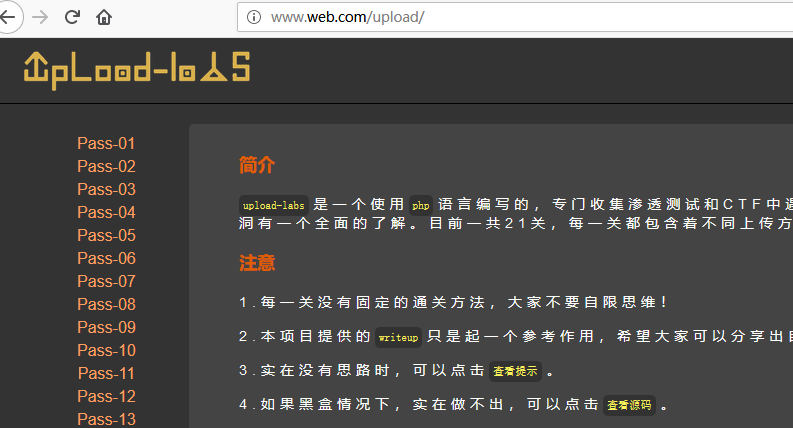 www.web.com/upload/
Upload-labs
Pass-01
Pass-02
Pass-03
Pass-04
Pass-05
Pass-06
Pass-07
Pass-08
Pass-09
Pass-10
Pass-11
Pass-12
Pass-13
简介
upload-labs 是一个使用 php 语言编写的，专门收集渗透测试和CTF中
洞有一个全面的了解。目前一共21关，每一关都包含着不同上传方
注意
1.每一关没有固定的通关方法，大家不要自限思维！
2.本项目提供的 writeup 只是起一个参考作用，希望大家可以分享出
3.实在没有思路时，可以点击 查看提示 。
4.如果黑盒情况下，实在做不出，可以点击 查看源码 。